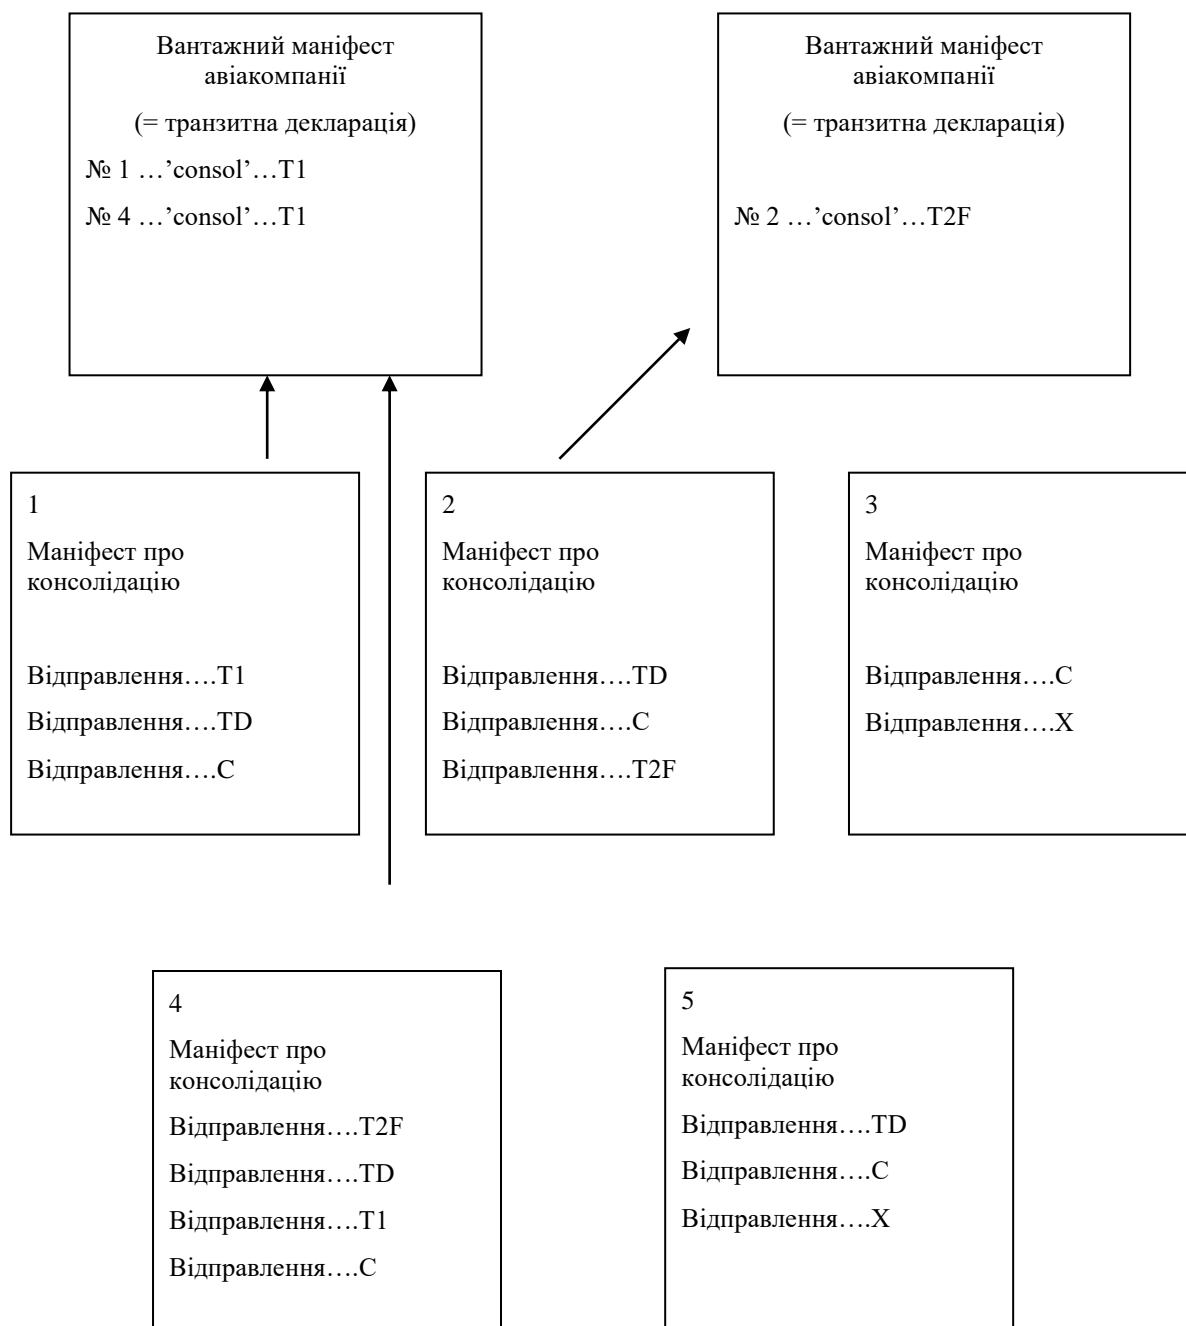 Вантажний маніфест
авіакомпанії
(= транзитна декларація)
№ 1 …’consol’…T1
№ 4 …’consol’…T1
Вантажний маніфест
авіакомпанії
(= транзитна декларація)
№ 2 …’consol’…T2F
1
Маніфест про
консолідацію
Відправлення….T1
Відправлення….TD
Відправлення….C
2
Маніфест про
консолідацію
Відправлення….TD
Відправлення….C
Відправлення….T2F
3
Маніфест про
консолідацію
Відправлення….C
Відправлення….X
4
Маніфест про
консолідацію
Відправлення….T2F
Відправлення….TD
Відправлення….T1
Відправлення….C
5
Маніфест про
консолідацію
Відправлення….TD
Відправлення….C
Відправлення….X